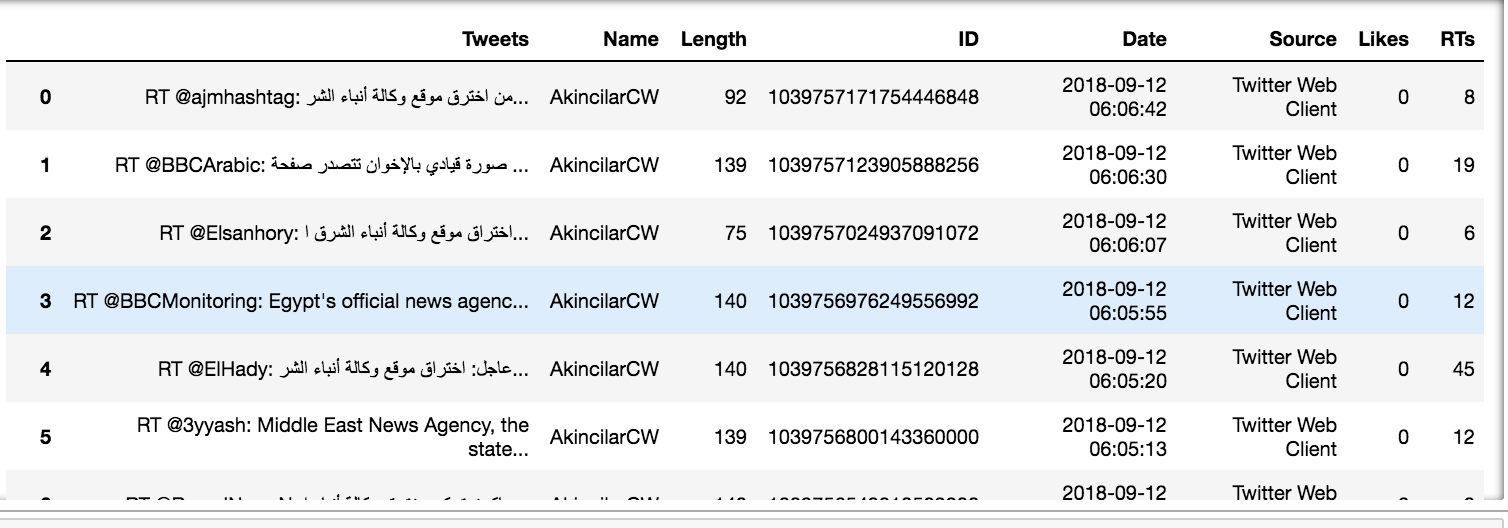 Tweets Name Length ID Date Source Likes RTs
0 RT @ajmhashtag: من اخترق موقع وكالة أنباء الشر... AkincilarCW 92 1039757171754446848 2018-09-12 06:06:42 Twitter Web Client 0 8
1 RT @BBCArabic: صورة قيادي بالإخوان تتصدر صفحة ... AkincilarCW 139 1039757123905888256 2018-09-12 06:06:30 Twitter Web Client 0 19
2 RT @Elsanhory: اختراق موقع وكالة أنباء الشرق ا... AkincilarCW 75 1039757024937091072 2018-09-12 06:06:07 Twitter Web Client 0 6
3 RT @BBCMonitoring: Egypt's official news agenc... AkincilarCW 140 1039756976249556992 2018-09-12 06:05:55 Twitter Web Client 0 12
4 RT @ElHady: عاجل: اختراق موقع وكالة أنباء الشر... AkincilarCW 140 1039756828115120128 2018-09-12 06:05:20 Twitter Web Client 0 45
5 RT @3yyash: Middle East News Agency, the state... AkincilarCW 139 1039756800143360000 2018-09-12 06:05:13 Twitter Web Client 0 12
2018-09-12 Twitter Web